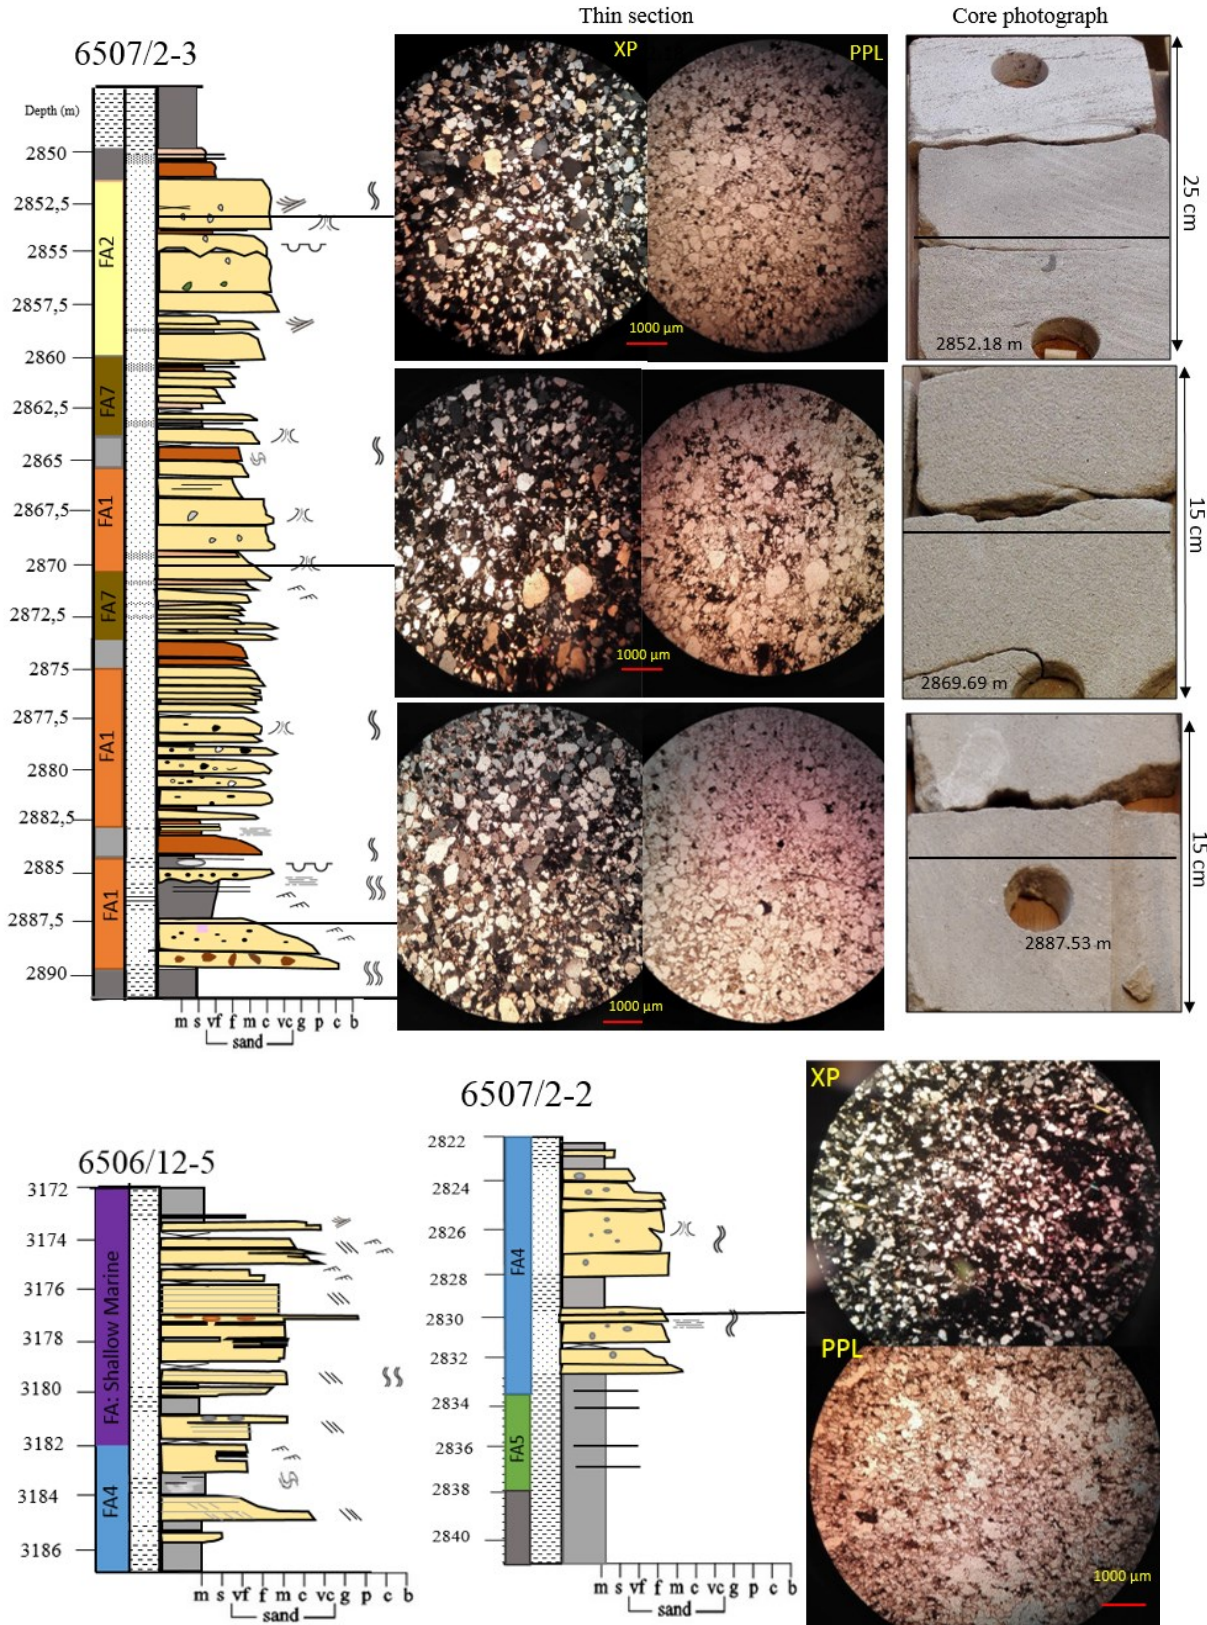 Thin section
Core photograph
6507/2-3
Depth (m)
2850
2852,5
2855
2857,5
2860
2862,5
2865
2867,5
2870
2872,5
2875
2877,5
2880
2882,5
2885
2887,5
2890
FA2
FA7
FA1
FA7
FA1
FA1
m s vf f m c vc g p c b
sand
XP
PPL
1000 µm
1000 µm
1000 µm
2852.18 m
25 cm
2869.69 m
15 cm
2887.53 m
15 cm
6506/12-5
3172
3174
3176
3178
3180
3182
3184
3186
FA: Shallow Marine
FA4
m s vf f m c vc g p c b
sand
6507/2-2
2822
2824
2826
2828
2830
2832
2834
2836
2838
2840
FA4
FA5
m s vf f m c vc g p c b
sand
XP
PPL
1000 µm